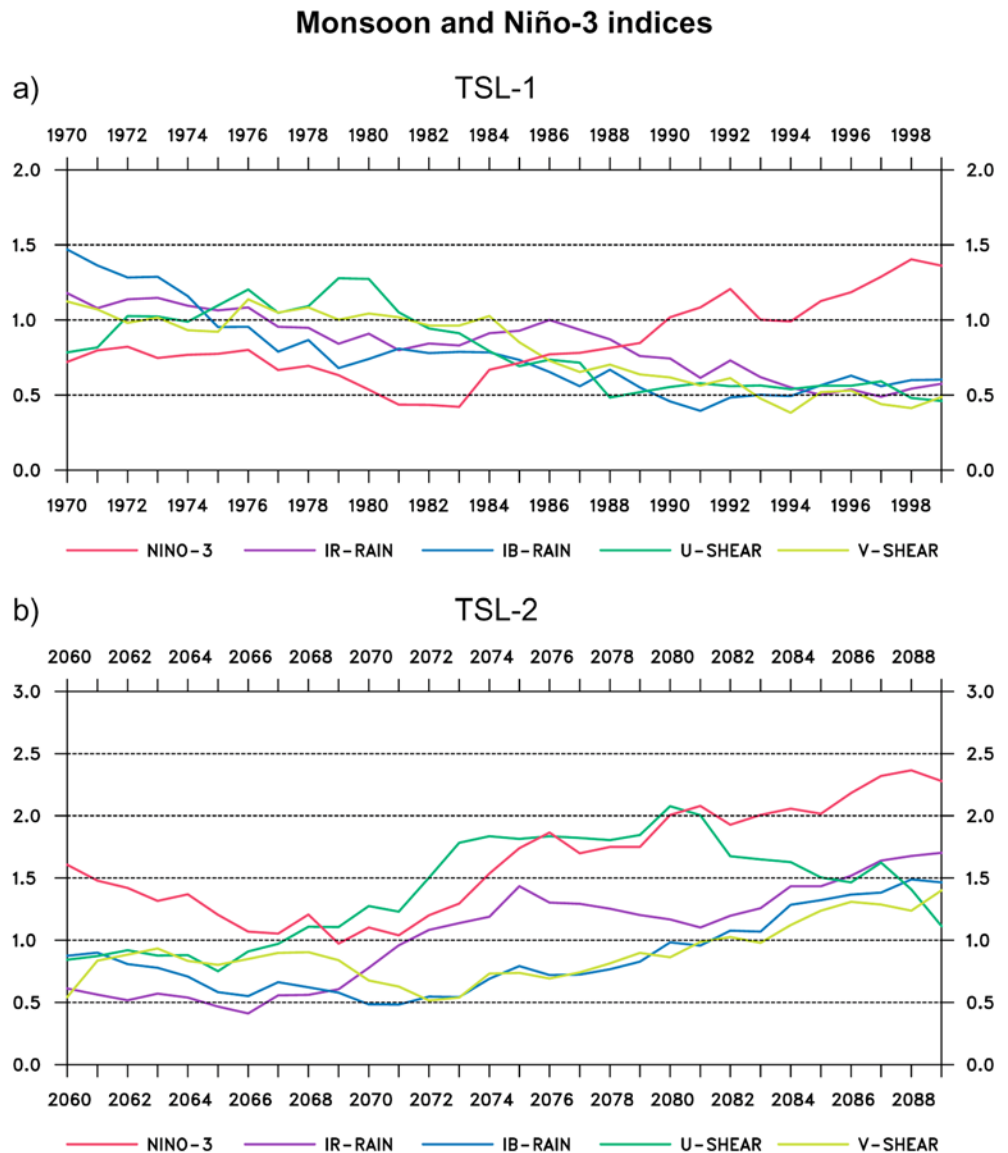 Monsoon and Niño-3 indices
a) TSL-1
1970 1972 1974 1976 1978 1980 1982 1984 1986 1988 1990 1992 1994 1996 1998
2.0 2.0
1.5 1.5
1.0 1.0
0.5 0.5
0.0 0.0
1970 1972 1974 1976 1978 1980 1982 1984 1986 1988 1990 1992 1994 1996 1998
NINO-3 IR-RAIN IB-RAIN U-SHEAR V-SHEAR
b) TSL-2
2060 2062 2064 2066 2068 2070 2072 2074 2076 2078 2080 2082 2084 2086 2088
3.0 3.0
2.5 2.5
2.0 2.0
1.5 1.5
1.0 1.0
0.5 0.5
0.0 0.0
2060 2062 2064 2066 2068 2070 2072 2074 2076 2078 2080 2082 2084 2086 2088
NINO-3 IR-RAIN IB-RAIN U-SHEAR V-SHEAR